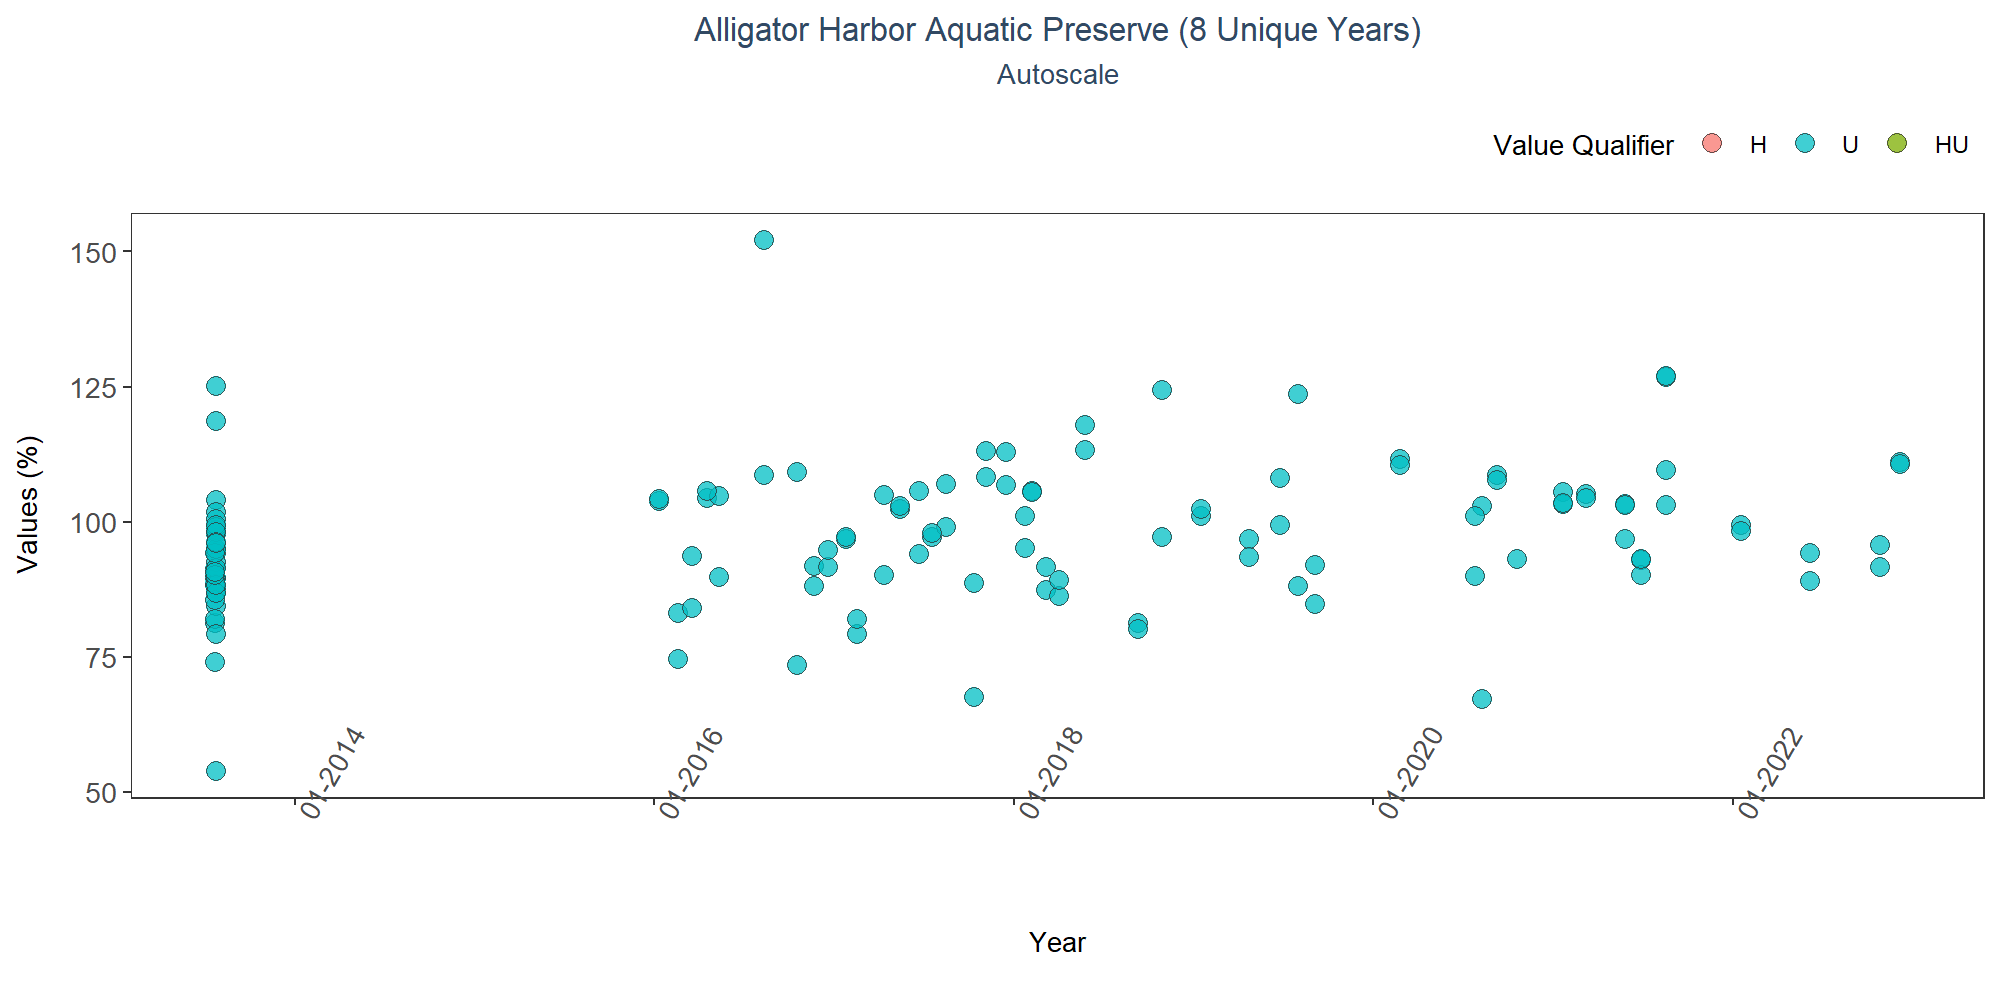 Alligator Harbor Aquatic Preserve (8 Unique Years)
Autoscale
Value Qualifier H U HU
Values (%)
150
125
100
75
50
01-2014 01-2016 01-2018 01-2020 01-2022
Year